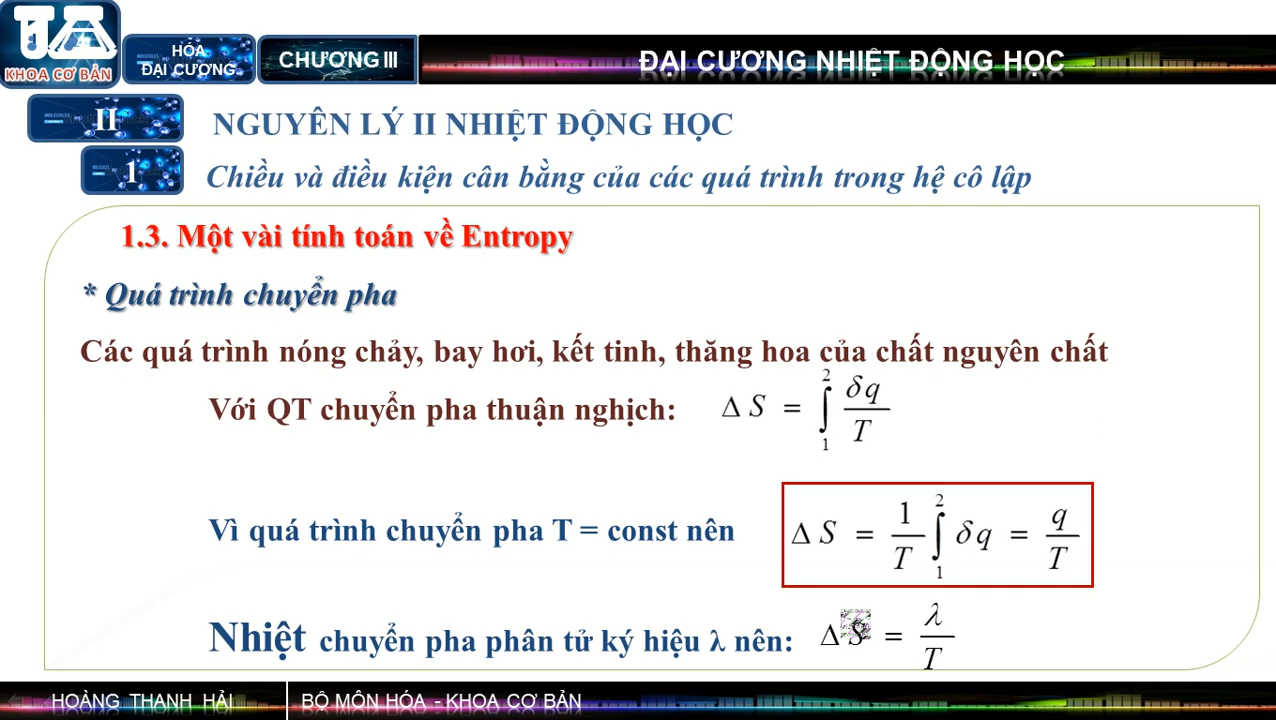 KHOA CƠ BẢN
HÓA
ĐẠI CƯƠNG
CHƯƠNG III
ĐẠI CƯƠNG NHIỆT ĐỘNG HỌC
II
NGUYÊN LÝ II NHIỆT ĐỘNG HỌC
1
Chiều và điều kiện cân bằng của các quá trình trong hệ cô lập
1.3. Một vài tính toán về Entropy
* Quá trình chuyển pha
Các quá trình nóng chảy, bay hơi, kết tinh, thăng hoa của chất nguyên chất
Với QT chuyển pha thuận nghịch: Δ S = ∫₁² δq / T
Vì quá trình chuyển pha T = const nên Δ S = 1/T ∫₁² δq = q/T
Nhiệt chuyển pha phân tử ký hiệu λ nên: Δ S = λ/T
HOÀNG THANH HẢI
BỘ MÔN HÓA - KHOA CƠ BẢN